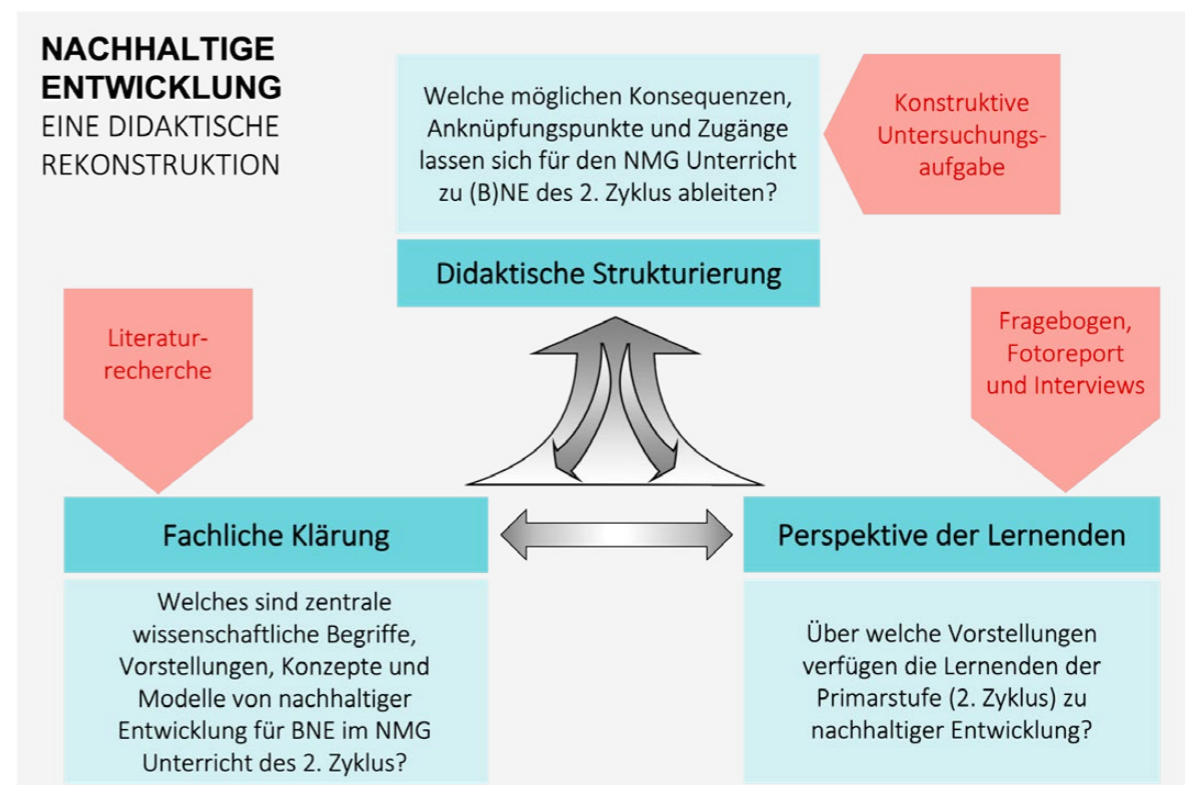 NACHHALTIGE
ENTWICKLUNG
EINE DIDAKTISCHE
REKONSTRUKTION
Welche möglichen Konsequenzen,
Anknüpfungspunkte und Zugänge
lassen sich für den NMG Unterricht
zu (B)NE des 2. Zyklus ableiten?
Konstruktive
Untersuchungs-
aufgabe
Didaktische Strukturierung
Literatur-
recherche
Fragebogen,
Fotoreport
und Interviews
Fachliche Klärung
Perspektive der Lernenden
Welches sind zentrale
wissenschaftliche Begriffe,
Vorstellungen, Konzepte und
Modelle von nachhaltiger
Entwicklung für BNE im NMG
Unterricht des 2. Zyklus?
Über welche Vorstellungen
verfügen die Lernenden der
Primarstufe (2. Zyklus) zu
nachhaltiger Entwicklung?